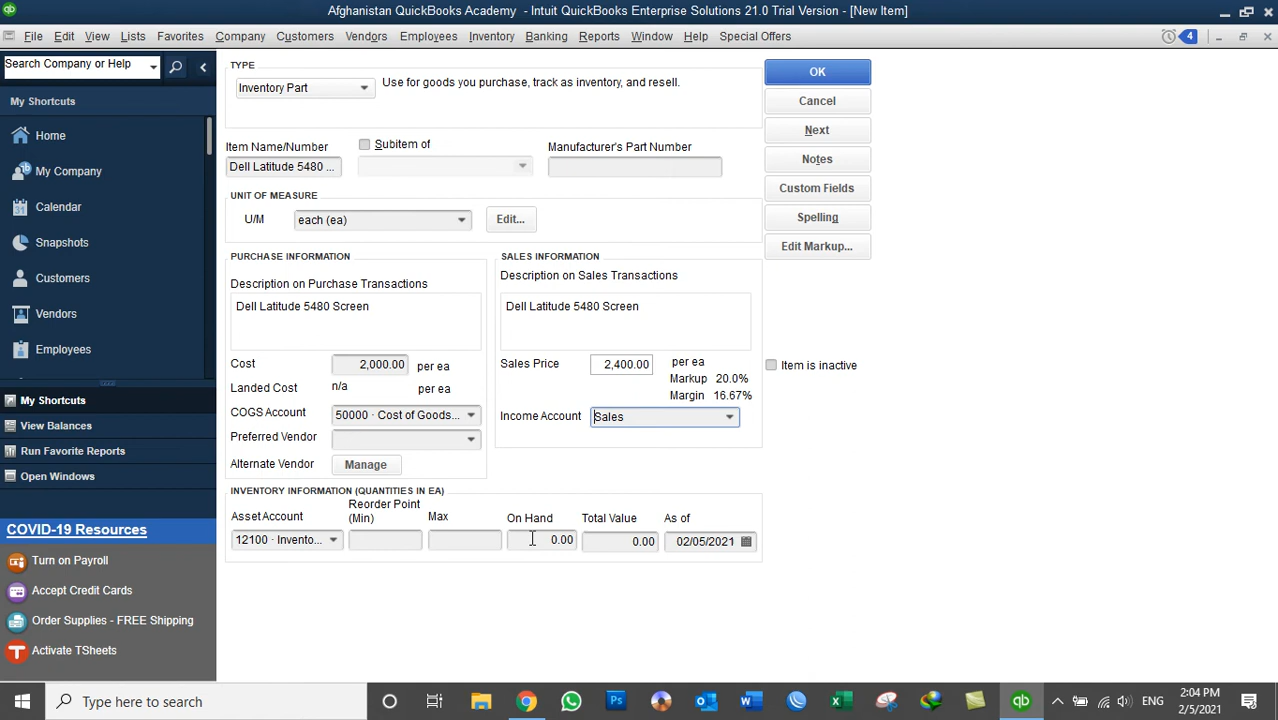 Afghanistan QuickBooks Academy - Intuit QuickBooks Enterprise Solutions 21.0 Trial Version - [New Item]
File Edit View Lists Favorites Company Customers Vendors Employees Inventory Banking Reports Window Help Special Offers 4
Search Company or Help
My Shortcuts
Home
My Company
Calendar
Snapshots
Customers
Vendors
Employees
My Shortcuts
View Balances
Run Favorite Reports
Open Windows
COVID-19 Resources
Turn on Payroll
Accept Credit Cards
Order Supplies - FREE Shipping
Activate TSheets
TYPE
Inventory Part Use for goods you purchase, track as inventory, and resell.
Item Name/Number Subitem of Manufacturer's Part Number
Dell Latitude 5480 ...
UNIT OF MEASURE
U/M each (ea) Edit...
PURCHASE INFORMATION
Description on Purchase Transactions
Dell Latitude 5480 Screen
Cost 2,000.00 per ea
Landed Cost n/a per ea
COGS Account 50000 · Cost of Goods...
Preferred Vendor
Alternate Vendor Manage
SALES INFORMATION
Description on Sales Transactions
Dell Latitude 5480 Screen
Sales Price 2,400.00 per ea
Markup 20.0%
Margin 16.67%
Income Account Sales
INVENTORY INFORMATION (QUANTITIES IN EA)
Asset Account Reorder Point (Min) Max On Hand Total Value As of
12100 · Invento... 0.00 0.00 02/05/2021
OK
Cancel
Next
Notes
Custom Fields
Spelling
Edit Markup...
Item is inactive
Type here to search
ENG
2:04 PM
2/5/2021